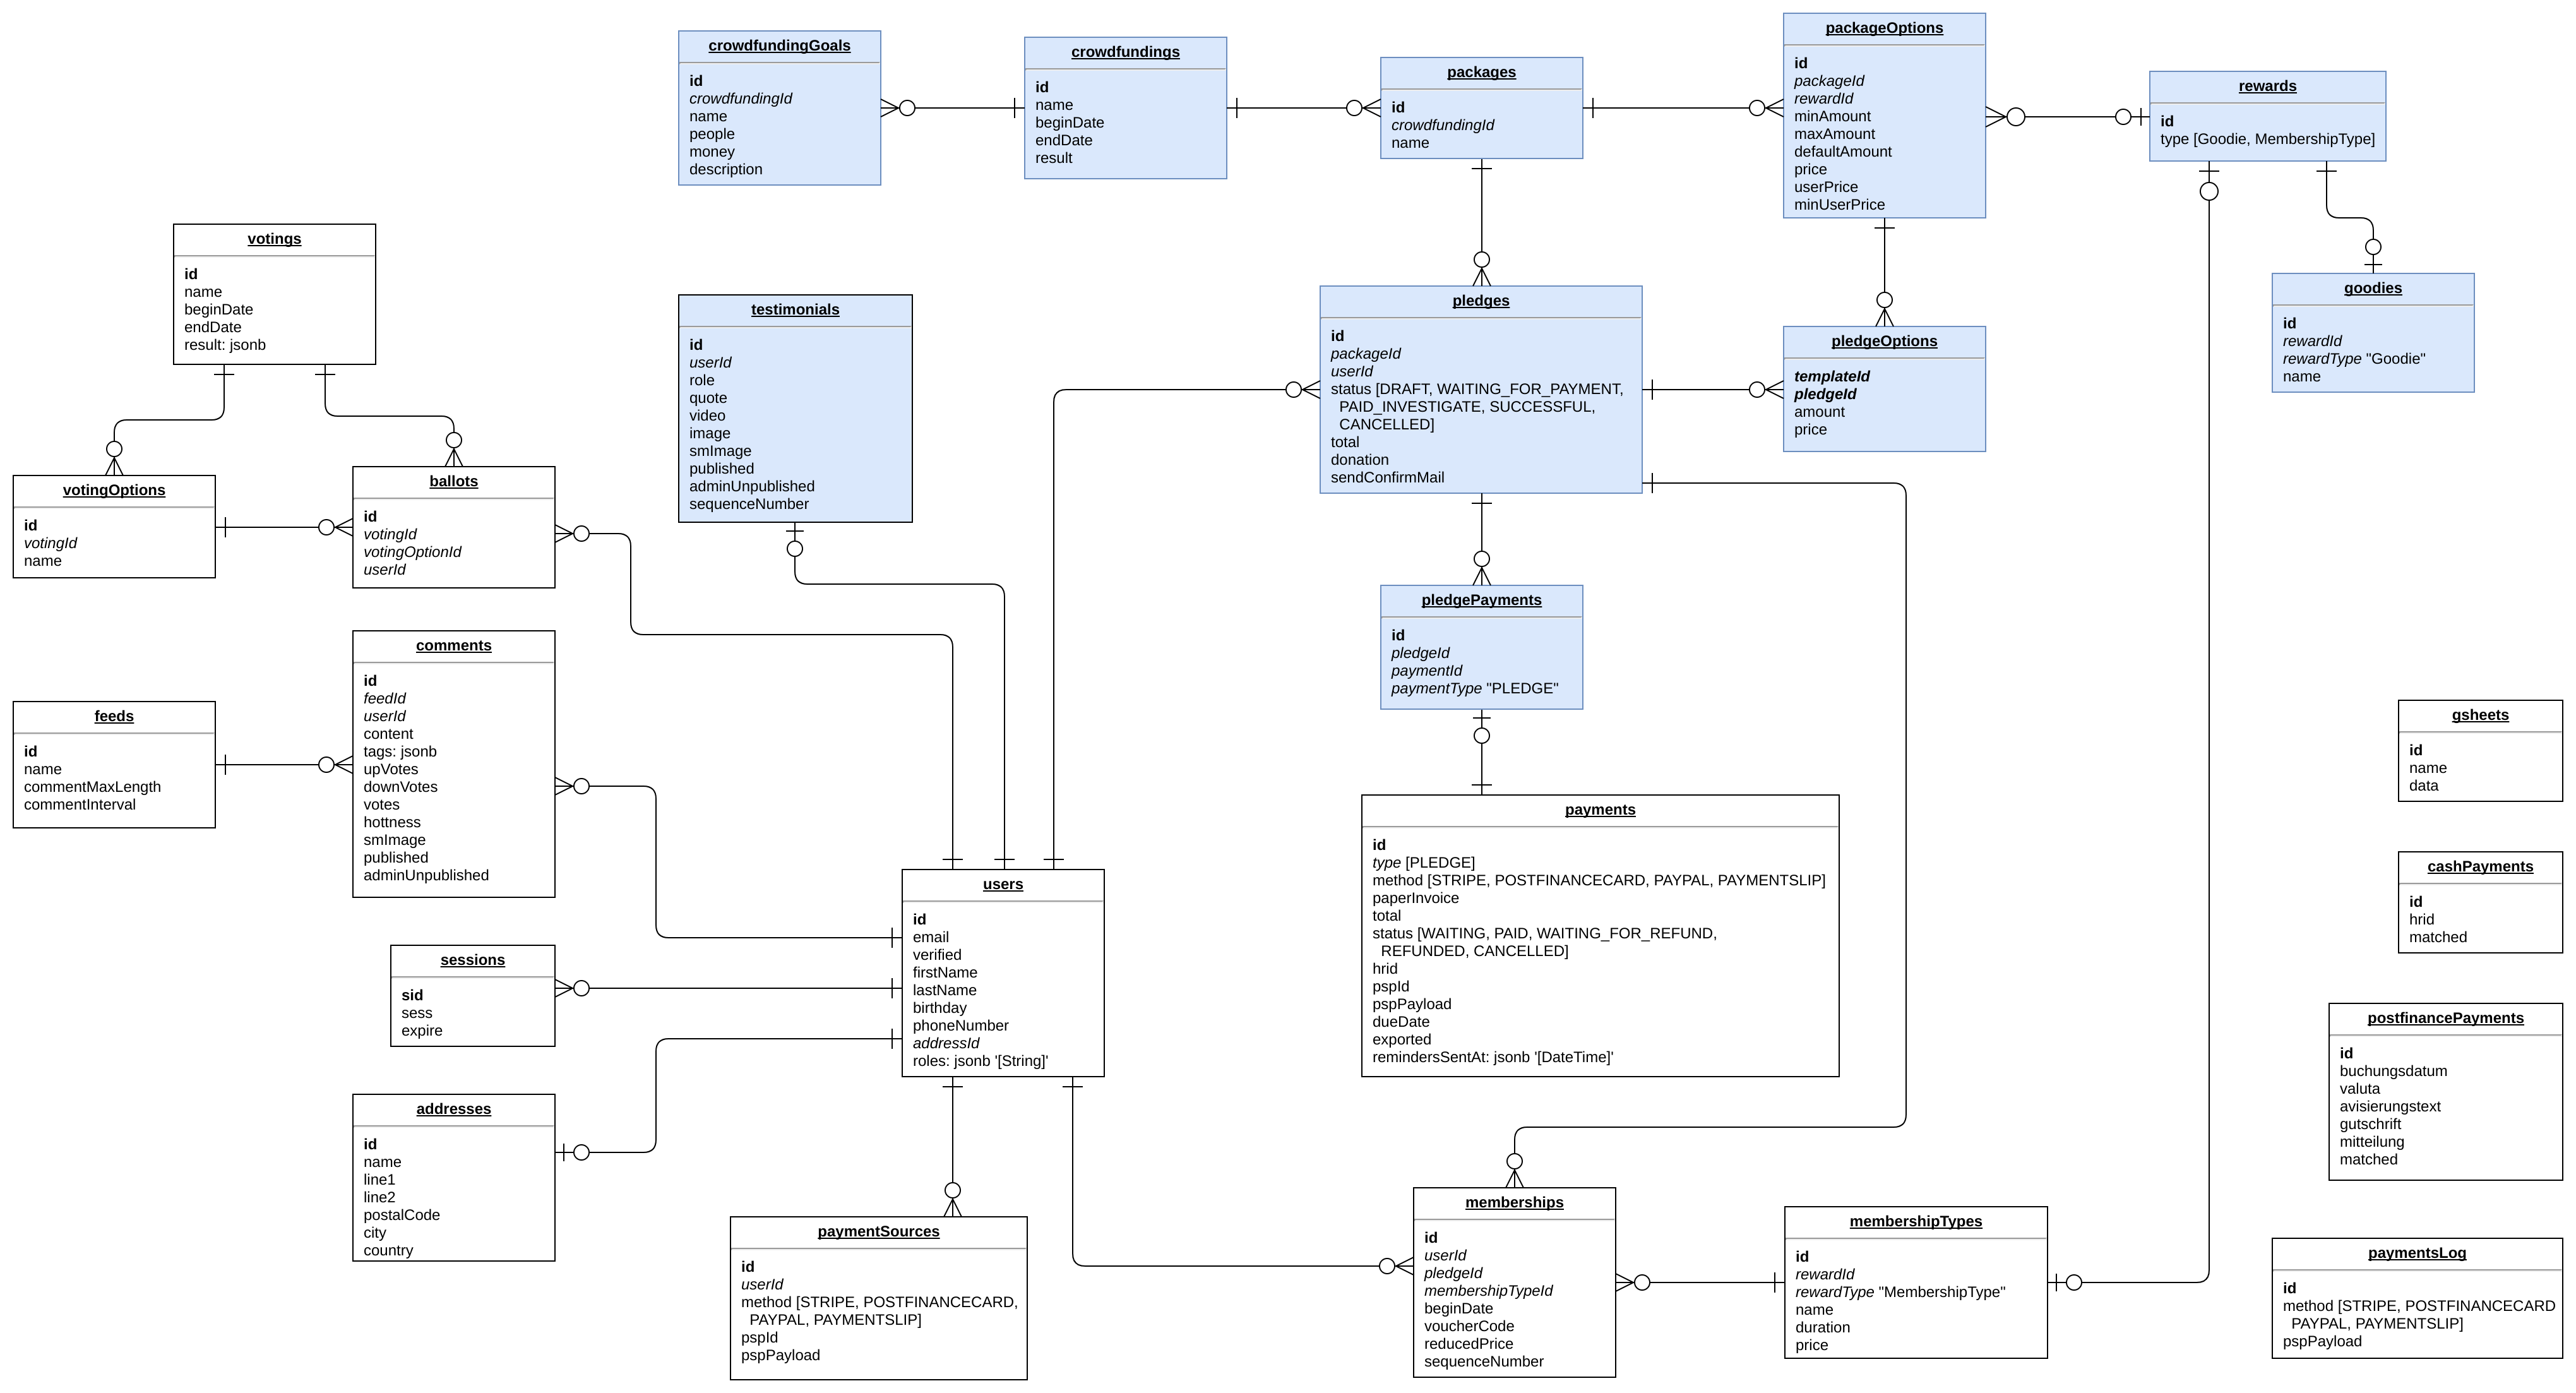 crowdfundingGoals
id
crowdfundingId
name
people
money
description
crowdfundings
id
name
beginDate
endDate
result
packages
id
crowdfundingId
name
packageOptions
id
packageId
rewardId
minAmount
maxAmount
defaultAmount
price
userPrice
minUserPrice
rewards
id
type [Goodie, MembershipType]
votings
id
name
beginDate
endDate
result: jsonb
testimonials
id
userId
role
quote
video
image
smImage
published
adminUnpublished
sequenceNumber
pledges
id
packageId
userId
status [DRAFT, WAITING_FOR_PAYMENT,
PAID_INVESTIGATE, SUCCESSFUL,
CANCELLED]
total
donation
sendConfirmMail
pledgeOptions
templateId
pledgeId
amount
price
goodies
id
rewardId
rewardType "Goodie"
name
votingOptions
id
votingId
name
ballots
id
votingId
votingOptionId
userId
pledgePayments
id
pledgeId
paymentId
paymentType "PLEDGE"
feeds
id
name
commentMaxLength
commentInterval
comments
id
feedId
userId
content
tags: jsonb
upVotes
downVotes
votes
hottness
smImage
published
adminUnpublished
gsheets
id
name
data
payments
id
type [PLEDGE]
method [STRIPE, POSTFINANCECARD, PAYPAL, PAYMENTSLIP]
paperInvoice
total
status [WAITING, PAID, WAITING_FOR_REFUND,
REFUNDED, CANCELLED]
hrid
pspId
pspPayload
dueDate
exported
remindersSentAt: jsonb '[DateTime]'
users
id
email
verified
firstName
lastName
birthday
phoneNumber
addressId
roles: jsonb '[String]'
cashPayments
id
hrid
matched
sessions
sid
sess
expire
postfinancePayments
id
buchungsdatum
valuta
avisierungstext
gutschrift
mitteilung
matched
addresses
id
name
line1
line2
postalCode
city
country
paymentSources
id
userId
method [STRIPE, POSTFINANCECARD,
PAYPAL, PAYMENTSLIP]
pspId
pspPayload
memberships
id
userId
pledgeId
membershipTypeId
beginDate
voucherCode
reducedPrice
sequenceNumber
membershipTypes
id
rewardId
rewardType "MembershipType"
name
duration
price
paymentsLog
id
method [STRIPE, POSTFINANCECARD
PAYPAL, PAYMENTSLIP]
pspPayload